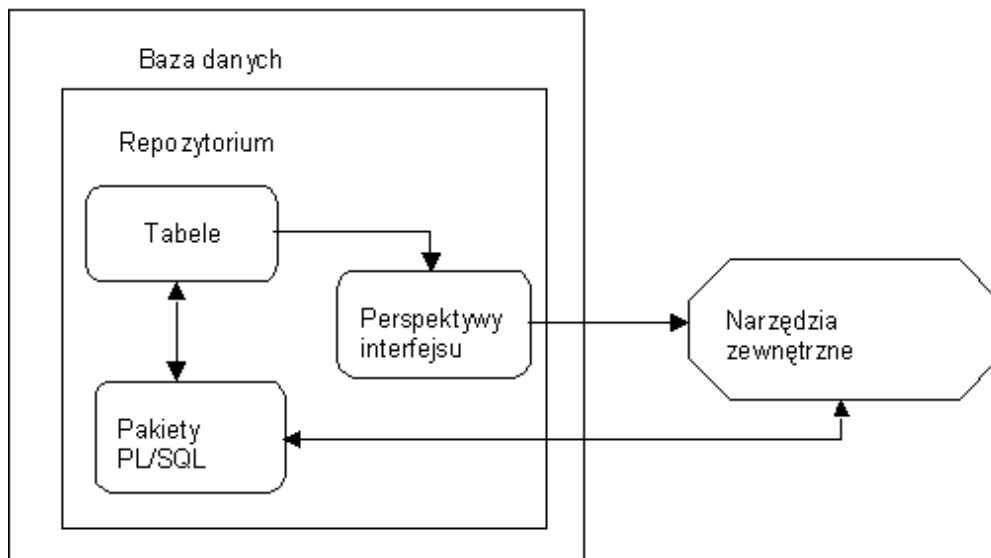 Baza danych
Repozytorium
Tabele
Perspektywy
interfejsu
Narzędzia
zewnętrzne
Pakiety
PL/SQL